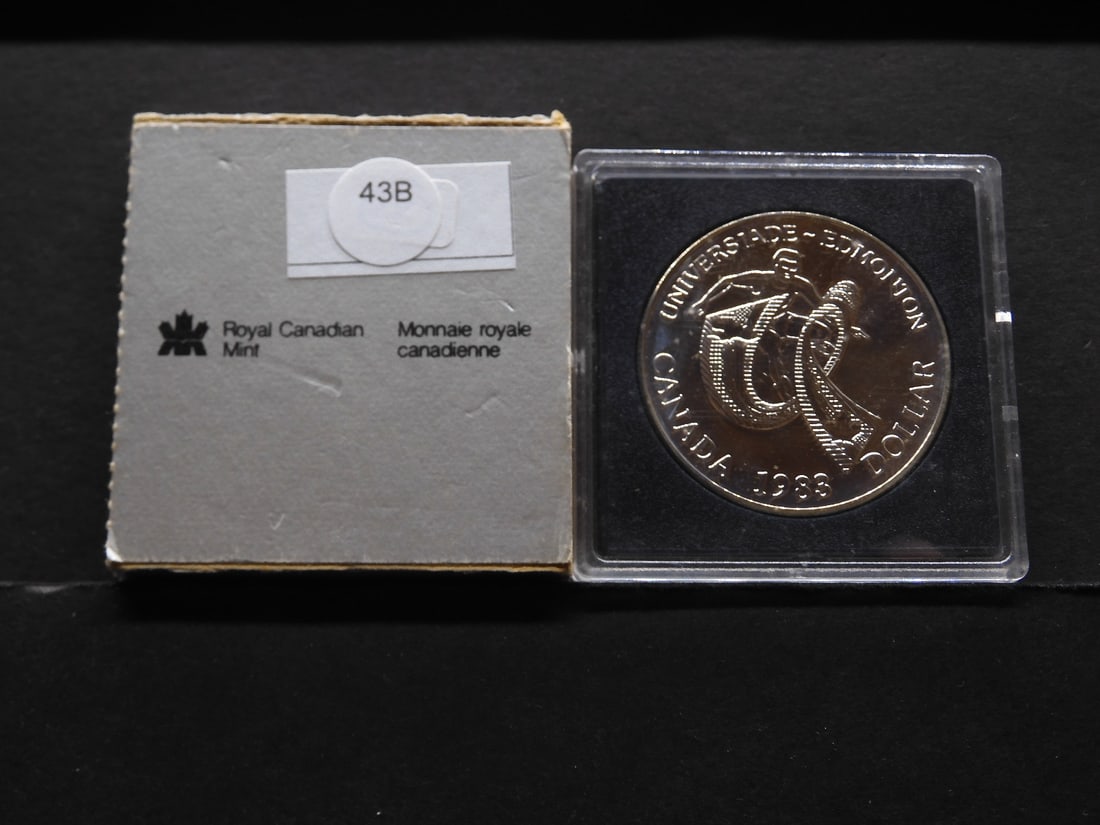 43B
Royal Canadian Mint
Monnaie royale canadienne
UNIVERSIADE ~ EDMONTON
CANADA 1983 DOLLAR